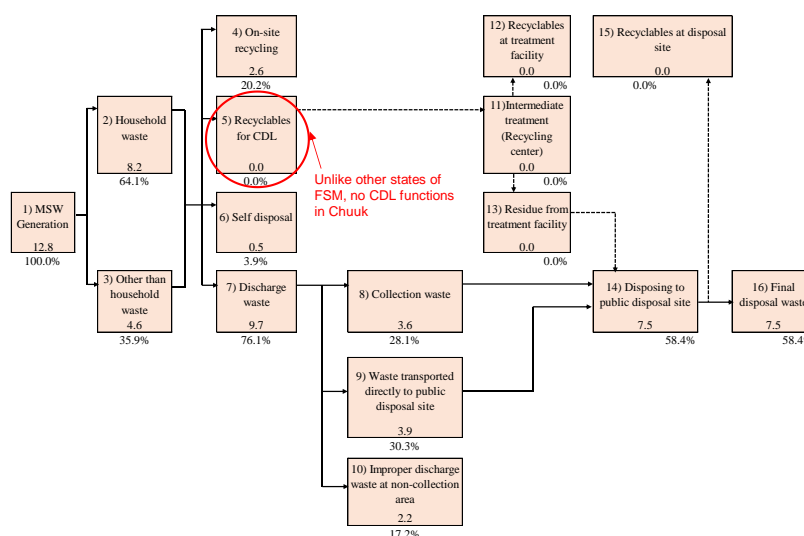 1) MSW
Generation
12.8
100.0%
2) Household
waste
8.2
64.1%
3) Other than
household
waste
4.6
35.9%
4) On-site
recycling
2.6
20.2%
5) Recyclables
for CDL
0.0
0.0%
Unlike other states of
FSM, no CDL functions
in Chuuk
6) Self disposal
0.5
3.9%
7) Discharge
waste
9.7
76.1%
8) Collection waste
3.6
28.1%
9) Waste transported
directly to public
disposal site
3.9
30.3%
10) Improper discharge
waste at non-collection
area
2.2
17.2%
12) Recyclables
at treatment
facility
0.0
0.0%
11)Intermediate
treatment
(Recycling
center)
0.0
0.0%
13) Residue from
treatment facility
0.0
0.0%
15) Recyclables at disposal
site
0.0
0.0%
14) Disposing to
public disposal site
7.5
58.4%
16) Final
disposal waste
7.5
58.4%